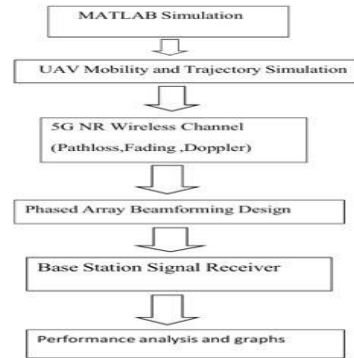 MATLAB Simulation
UAV Mobility and Trajectory Simulation
5G NR Wireless Channel
(Pathloss,Fading ,Doppler)
Phased Array Beamforming Design
Base Station Signal Receiver
Performance analysis and graphs